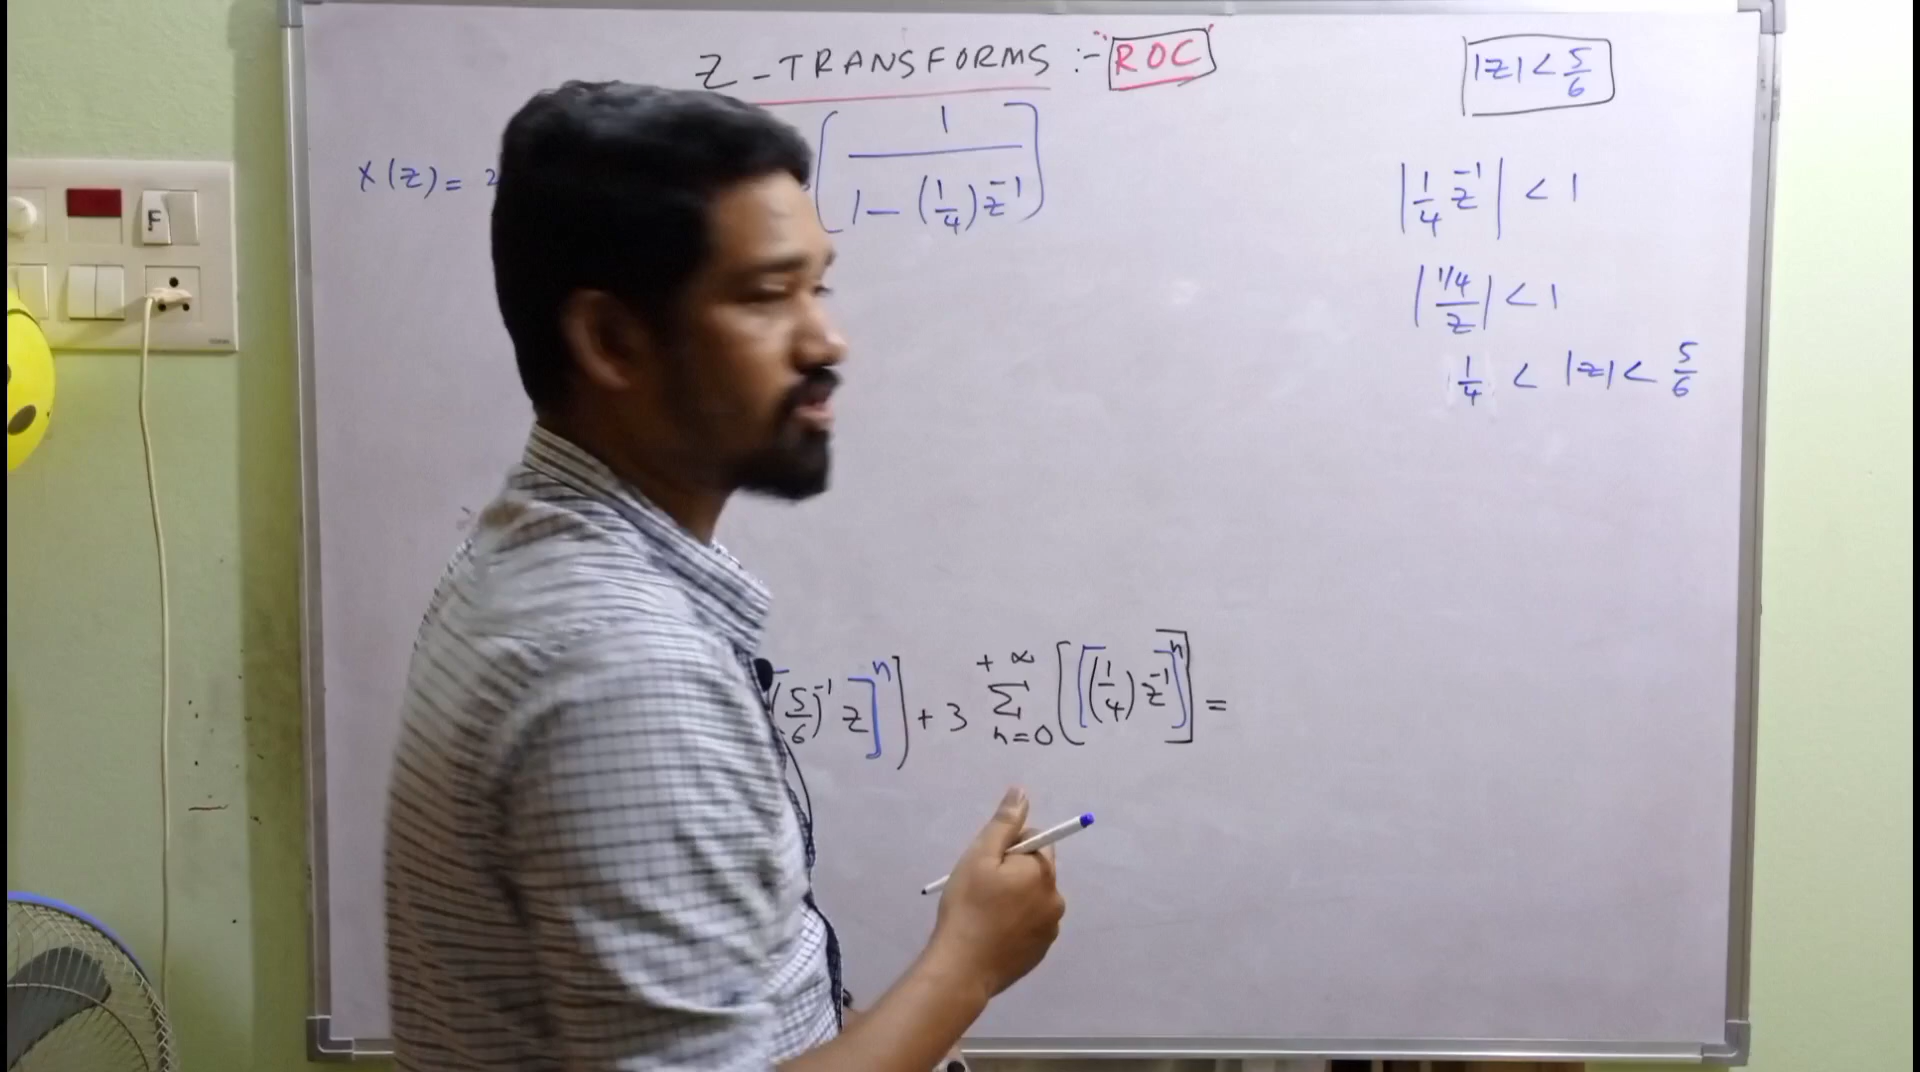 Z-TRANSFORMS :- "ROC"
|z| < 5/6
X(z) = 2 [ 1 / (1 - (1/4) z^-1) ]
|1/4 z^-1| < 1
|(1/4)/z| < 1
1/4 < |z| < 5/6
(5/6)^-1 z]^n] + 3 +∞ Σ n=0 [[(1/4) z^-1]^n] =
F